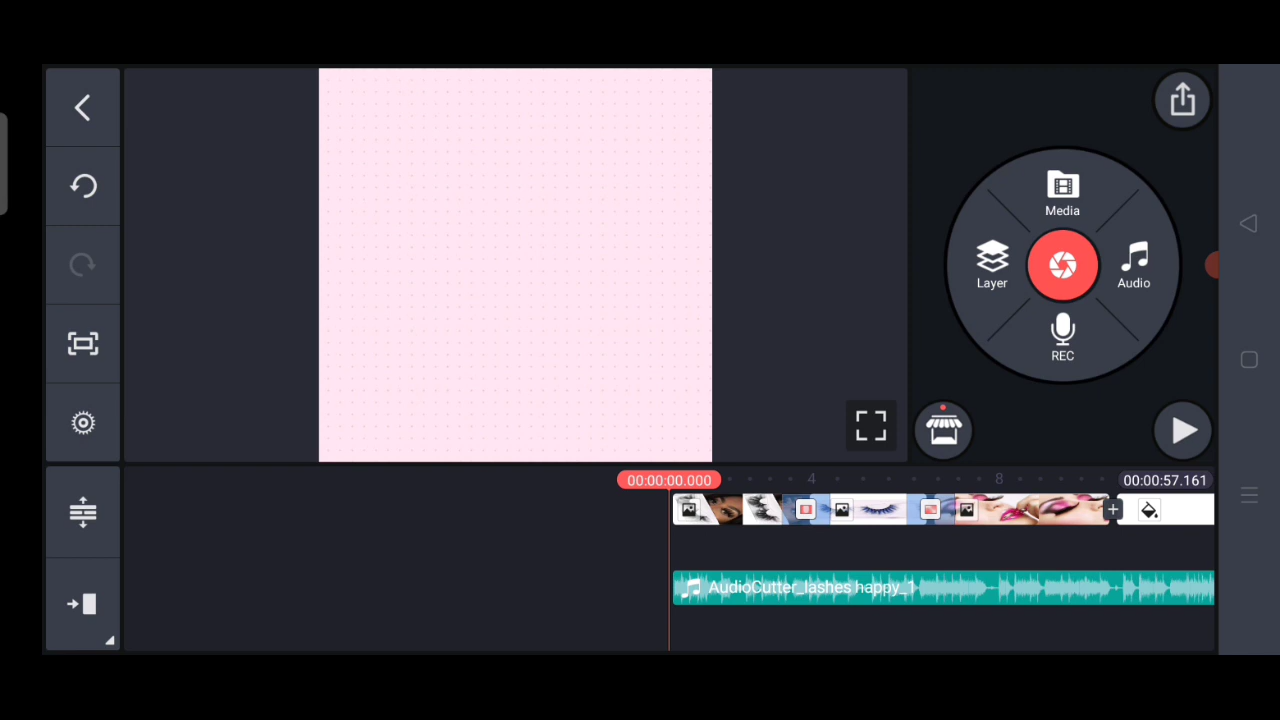 Media
Layer
Audio
REC
00:00:00.000
4
8
00:00:57.161
AudioCutter_lashes happy_1